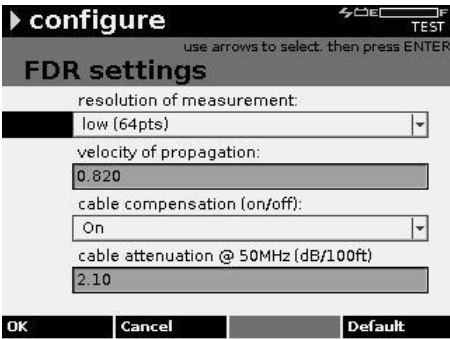 configure
E F
TEST
use arrows to select. then press ENTER
FDR settings
resolution of measurement:
low (64pts)
velocity of propagation:
0.820
cable compensation (on/off):
On
cable attenuation @ 50MHz (dB/100ft)
2.10
OK Cancel Default